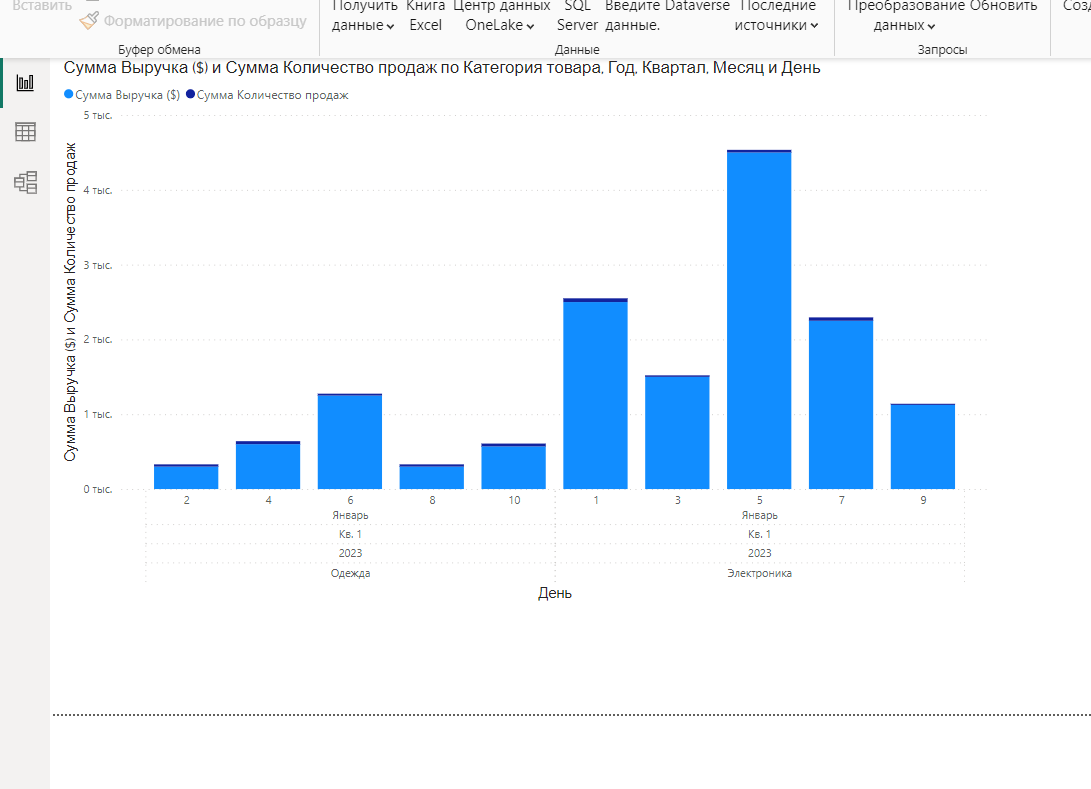 Вставить
Форматирование по образцу
Буфер обмена
Получить данные
Книга Excel
Центр данных OneLake
SQL Server
Введите данные.
Dataverse
Последние источники
Данные
Преобразование данных
Обновить
Запросы
Сумма Выручка ($) и Сумма Количество продаж по Категория товара, Год, Квартал, Месяц и День
Сумма Выручка ($) Сумма Количество продаж
Сумма Выручка ($) и Сумма Количество продаж
5 тыс.
4 тыс.
3 тыс.
2 тыс.
1 тыс.
0 тыс.
2 4 6 8 10 1 3 5 7 9
Январь Январь
Кв. 1 Кв. 1
2023 2023
Одежда Электроника
День